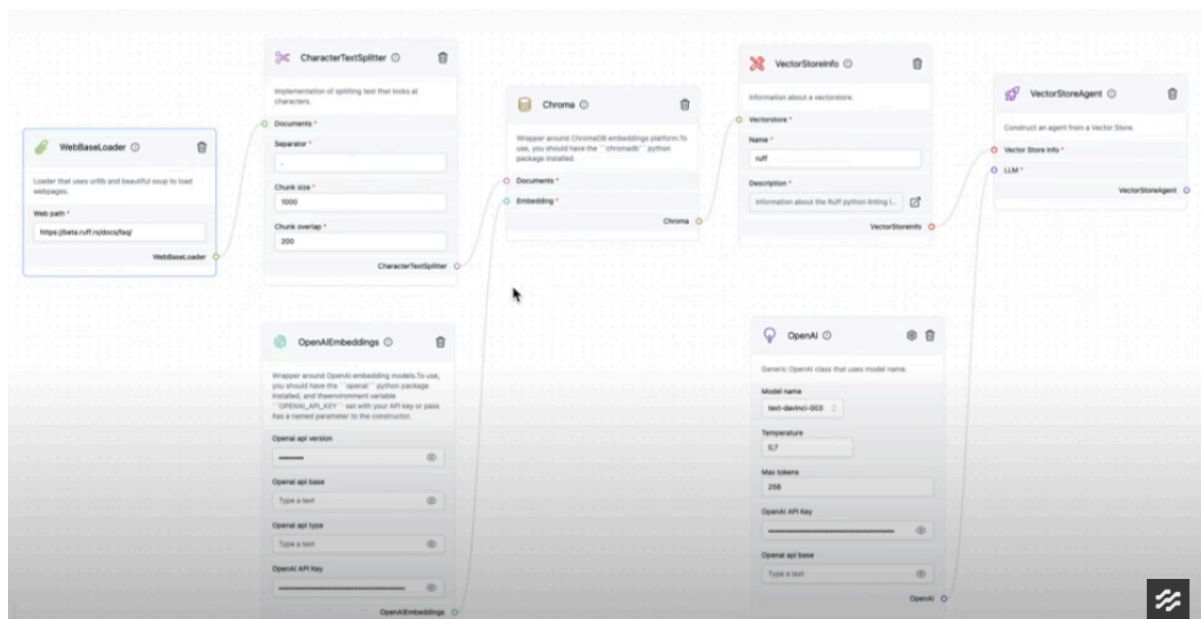 WebBaseLoader
Loader that uses urllib and beautiful soup to load
webpages.
Web path *
https://beta.ruff.rs/docs/faq/
WebBaseLoader
CharacterTextSplitter
Implementation of splitting text that looks at
characters.
Documents *
Separator *
.
Chunk size *
1000
Chunk overlap *
200
CharacterTextSplitter
OpenAIEmbeddings
Wrapper around OpenAI embedding models.To use,
you should have the ``openai`` python package
installed, and theenvironment variable
``OPENAI_API_KEY`` set with your API key or pass
has a named parameter to the constructor.
Openai api version
Openai api base
Type a text
Openai api type
Type a text
OpenAI API Key
OpenAIEmbeddings
Chroma
Wrapper around ChromaDB embeddings platform.To
use, you should have the ``chromadb`` python
package installed.
Documents *
Embedding *
Chroma
VectorStoreInfo
Information about a vectorstore.
Vectorstore *
Name *
ruff
Description *
Information about the Ruff python linting l...
VectorStoreInfo
OpenAI
Generic OpenAI class that uses model name.
Model name
text-davinci-003
Temperature
0,7
Max tokens
256
OpenAI API Key
Openai api base
Type a text
OpenAI
VectorStoreAgent
Construct an agent from a Vector Store.
Vector Store Info *
LLM *
VectorStoreAgent